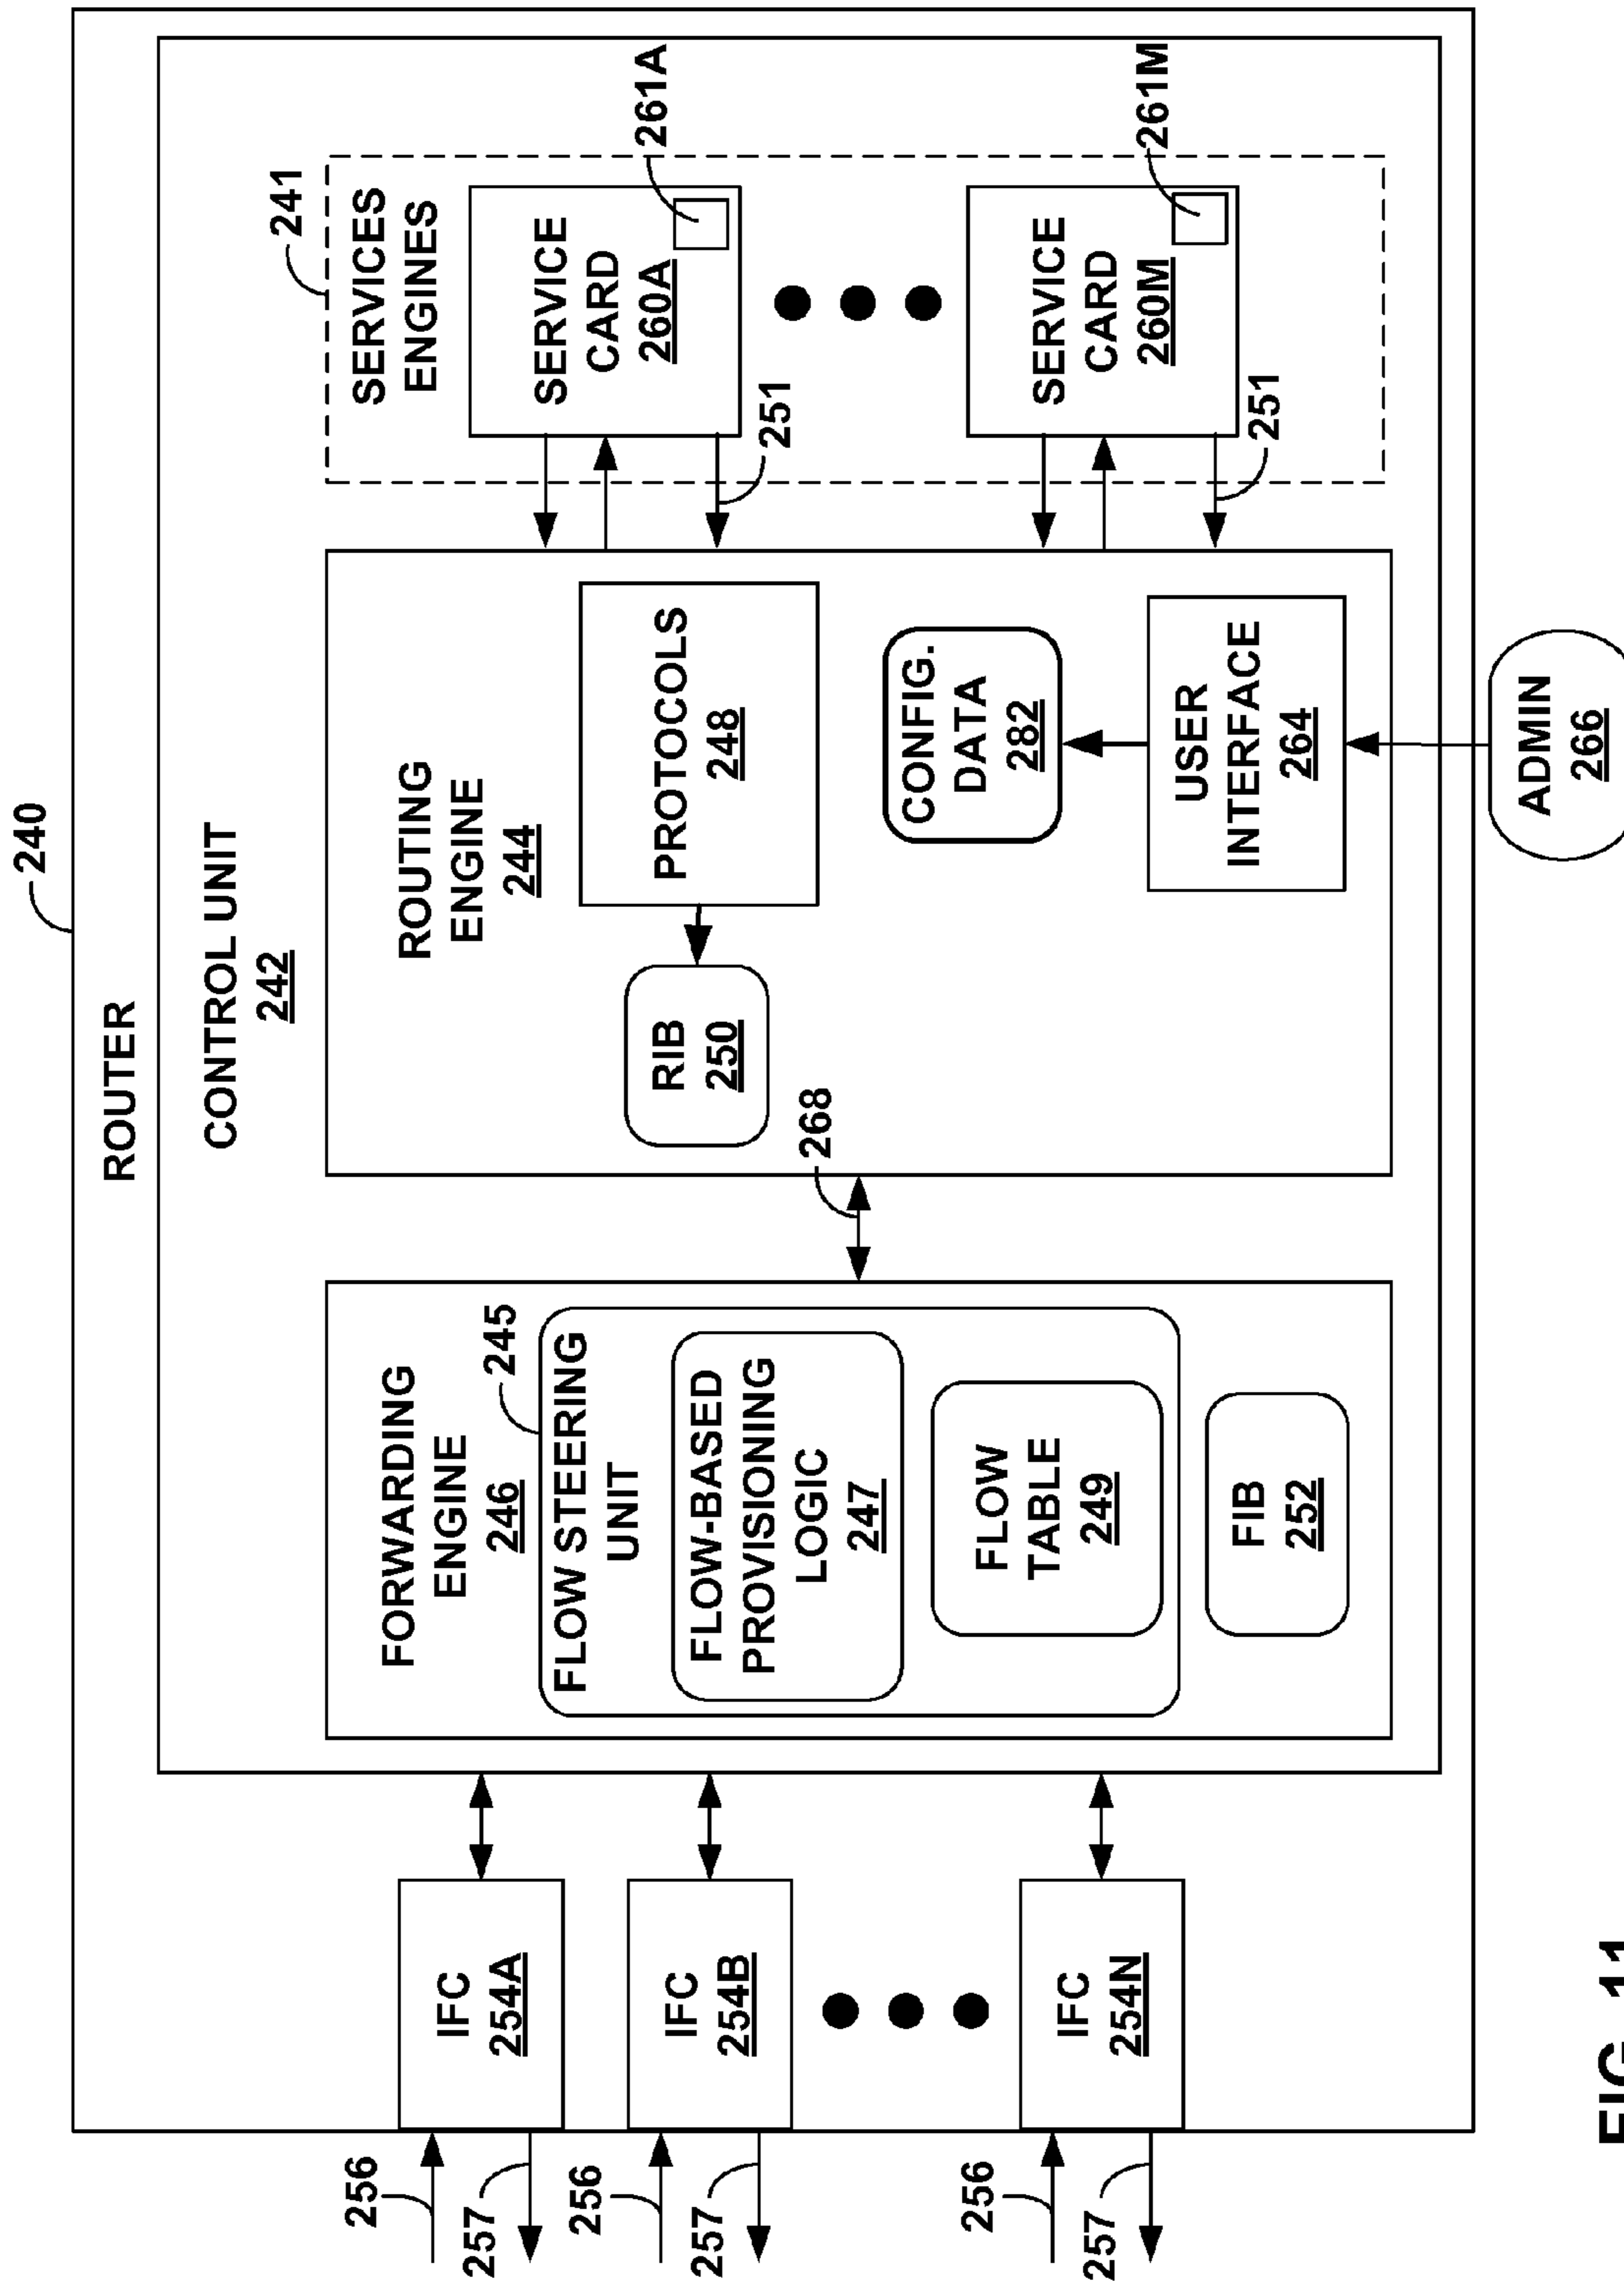 240
ROUTER
CONTROL UNIT
242
241
SERVICES
ENGINES
SERVICE
CARD
260A
261A
251
SERVICE
CARD
260M
261M
251
ROUTING
ENGINE
244
PROTOCOLS
248
RIB
250
CONFIG.
DATA
282
USER
INTERFACE
264
ADMIN
266
268
FORWARDING
ENGINE
246
245
FLOW STEERING
UNIT
FLOW-BASED
PROVISIONING
LOGIC
247
FLOW
TABLE
249
FIB
252
IFC
254A
256
257
IFC
254B
256
257
IFC
254N
256
257
FIG. 11